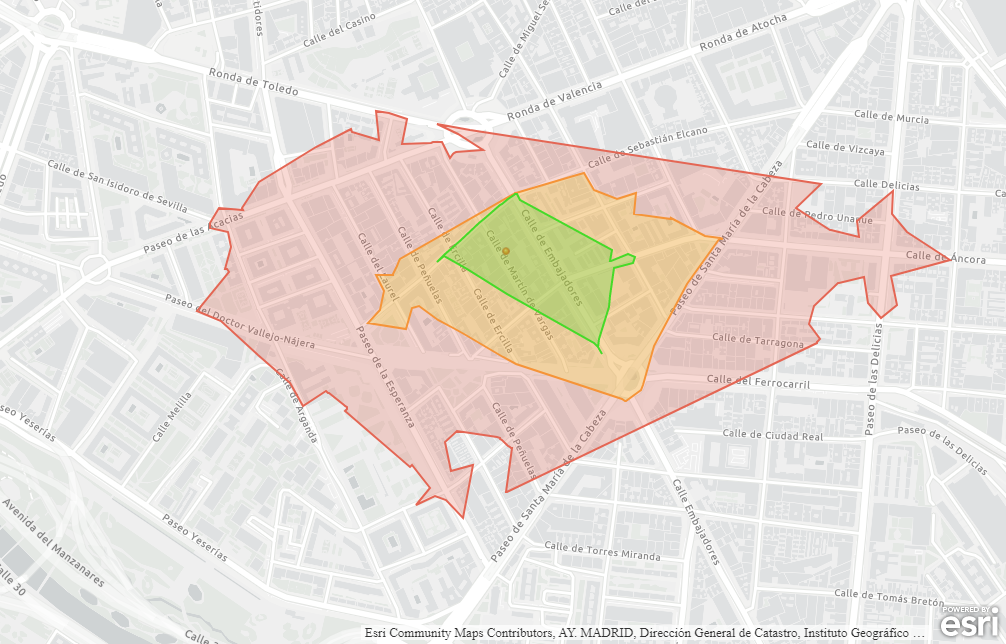 Calle del Casino
Calle de Miguel Se
Calle del
Ronda de Atocha
Ronda de Toledo
Ronda de Valencia
Calle de Murcia
Calle de Sebastián Elcano
Calle de Vizcaya
Calle de San Isidoro de Sevilla
Calle Delicias
Paseo de las Acacias
Calle de Pedro Unanue
Paseo de Santa María de la Cabeza
Calle de Ercilla
Calle de Embajadores
Calle de Peñuelas
Calle del Laurel
Calle de Martín de Vargas
Calle de Áncora
Paseo del Doctor Vallejo-Nájera
Calle de Ercilla
Calle de Tarragona
Paseo de la Esperanza
Paseo de las Delicias
Calle del Ferrocarril
Calle Melilla
Calle de Arganda
Calle de Peñuelas
Paseo de Santa María de la Cabeza
Calle de Ciudad Real
Paseo de las Delicias
so Yeserías
Avenida del Manzanares
Paseo Yeserías
Calle Embajadores
Calle de Torres Miranda
Calle 30
Calle de Tomás Bretón
Calle
POWERED BY
esri
Esri Community Maps Contributors, AY. MADRID, Dirección General de Catastro, Instituto Geográfico …